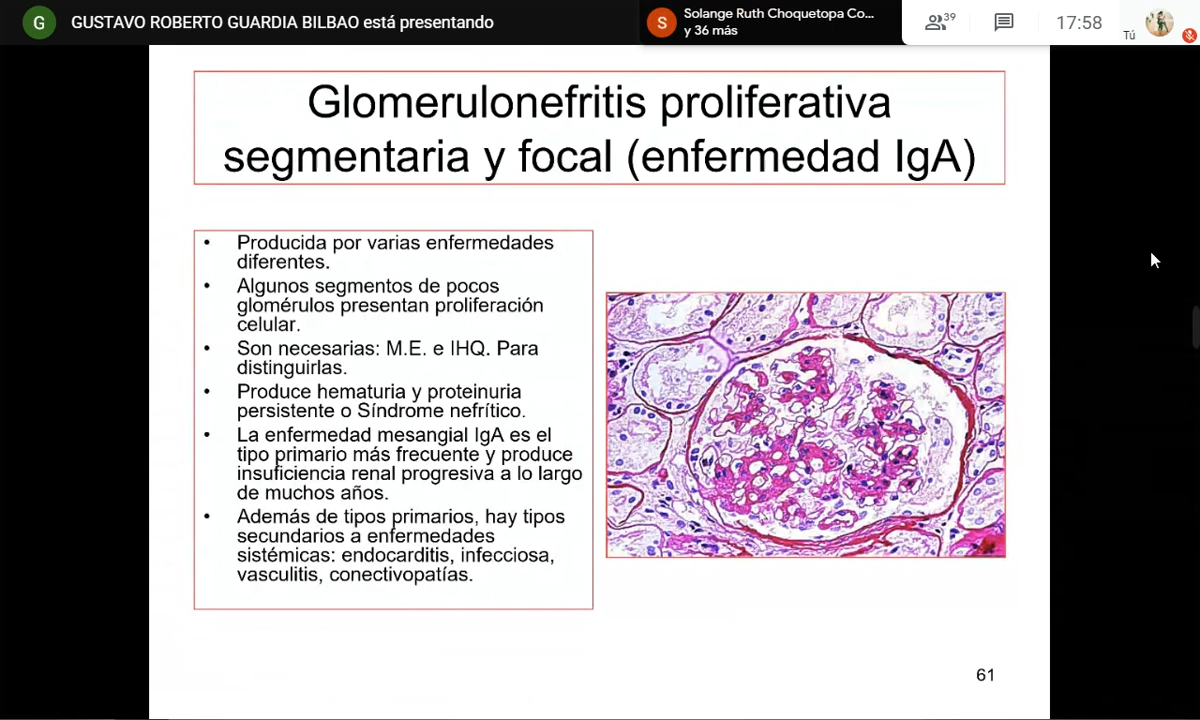 G GUSTAVO ROBERTO GUARDIA BILBAO está presentando
S Solange Ruth Choquetopa Co...
y 36 más
39
17:58
Tú
Glomerulonefritis proliferativa
segmentaria y focal (enfermedad IgA)
• Producida por varias enfermedades
diferentes.
• Algunos segmentos de pocos
glomérulos presentan proliferación
celular.
• Son necesarias: M.E. e IHQ. Para
distinguirlas.
• Produce hematuria y proteinuria
persistente o Síndrome nefrítico.
• La enfermedad mesangial IgA es el
tipo primario más frecuente y produce
insuficiencia renal progresiva a lo largo
de muchos años.
• Además de tipos primarios, hay tipos
secundarios a enfermedades
sistémicas: endocarditis, infecciosa,
vasculitis, conectivopatías.
61